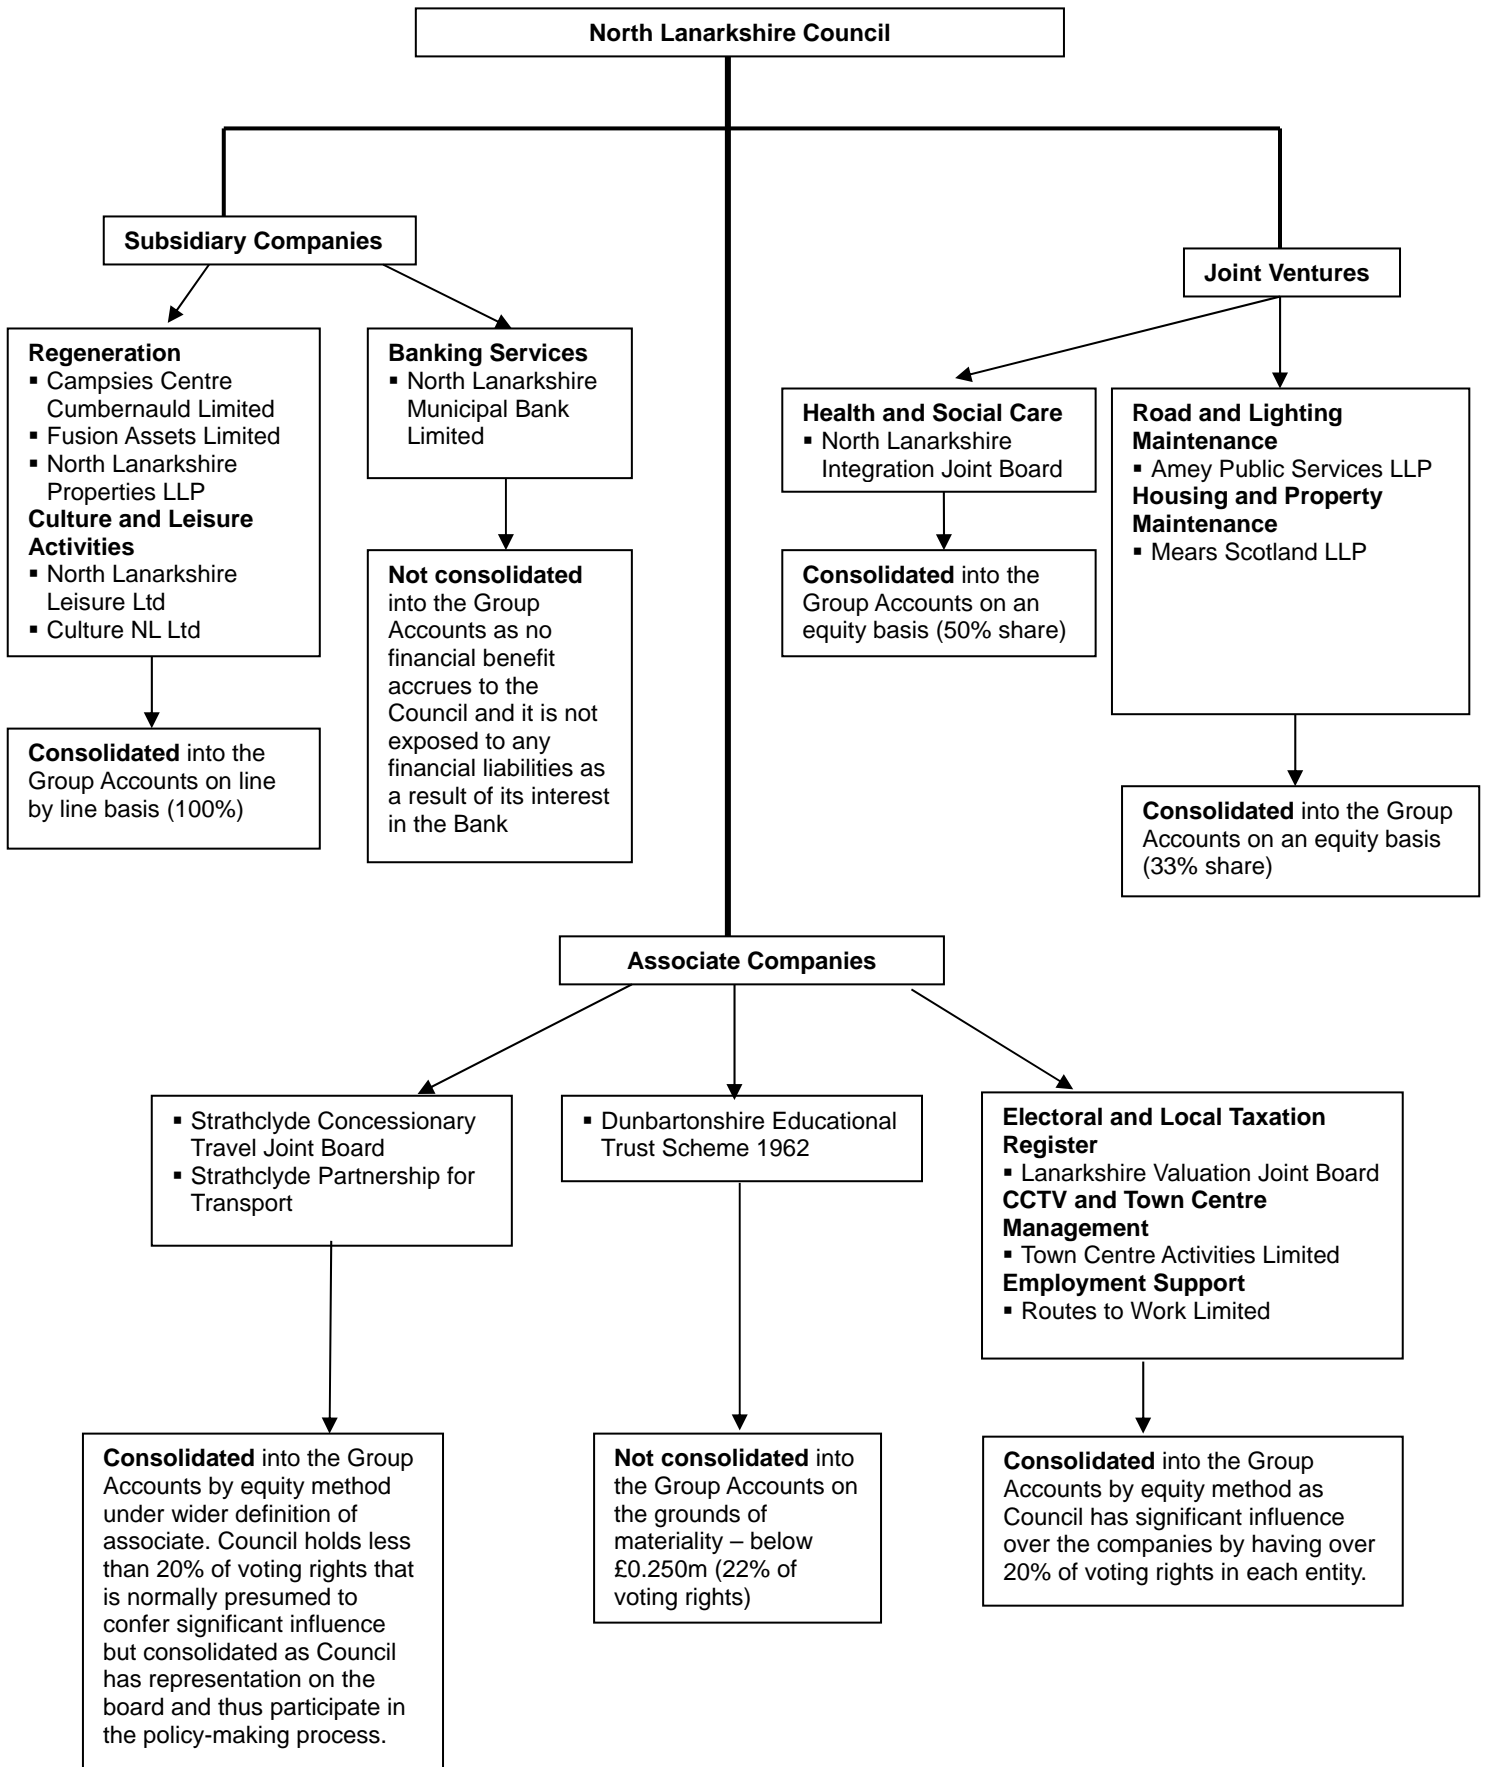 North Lanarkshire Council
Subsidiary Companies
Joint Ventures
Regeneration
▪ Campsies Centre
Cumbernauld Limited
▪ Fusion Assets Limited
▪ North Lanarkshire
Properties LLP
Culture and Leisure
Activities
▪ North Lanarkshire
Leisure Ltd
▪ Culture NL Ltd
Banking Services
▪ North Lanarkshire
Municipal Bank
Limited
Health and Social Care
▪ North Lanarkshire
Integration Joint Board
Road and Lighting
Maintenance
▪ Amey Public Services LLP
Housing and Property
Maintenance
▪ Mears Scotland LLP
Consolidated into the
Group Accounts on line
by line basis (100%)
Not consolidated
into the Group
Accounts as no
financial benefit
accrues to the
Council and it is not
exposed to any
financial liabilities as
a result of its interest
in the Bank
Consolidated into the
Group Accounts on an
equity basis (50% share)
Consolidated into the Group
Accounts on an equity basis
(33% share)
Associate Companies
▪ Strathclyde Concessionary
Travel Joint Board
▪ Strathclyde Partnership for
Transport
▪ Dunbartonshire Educational
Trust Scheme 1962
Electoral and Local Taxation
Register
▪ Lanarkshire Valuation Joint Board
CCTV and Town Centre
Management
▪ Town Centre Activities Limited
Employment Support
▪ Routes to Work Limited
Consolidated into the Group
Accounts by equity method
under wider definition of
associate. Council holds less
than 20% of voting rights that
is normally presumed to
confer significant influence
but consolidated as Council
has representation on the
board and thus participate in
the policy-making process.
Not consolidated into
the Group Accounts on
the grounds of
materiality – below
£0.250m (22% of
voting rights)
Consolidated into the Group
Accounts by equity method as
Council has significant influence
over the companies by having over
20% of voting rights in each entity.